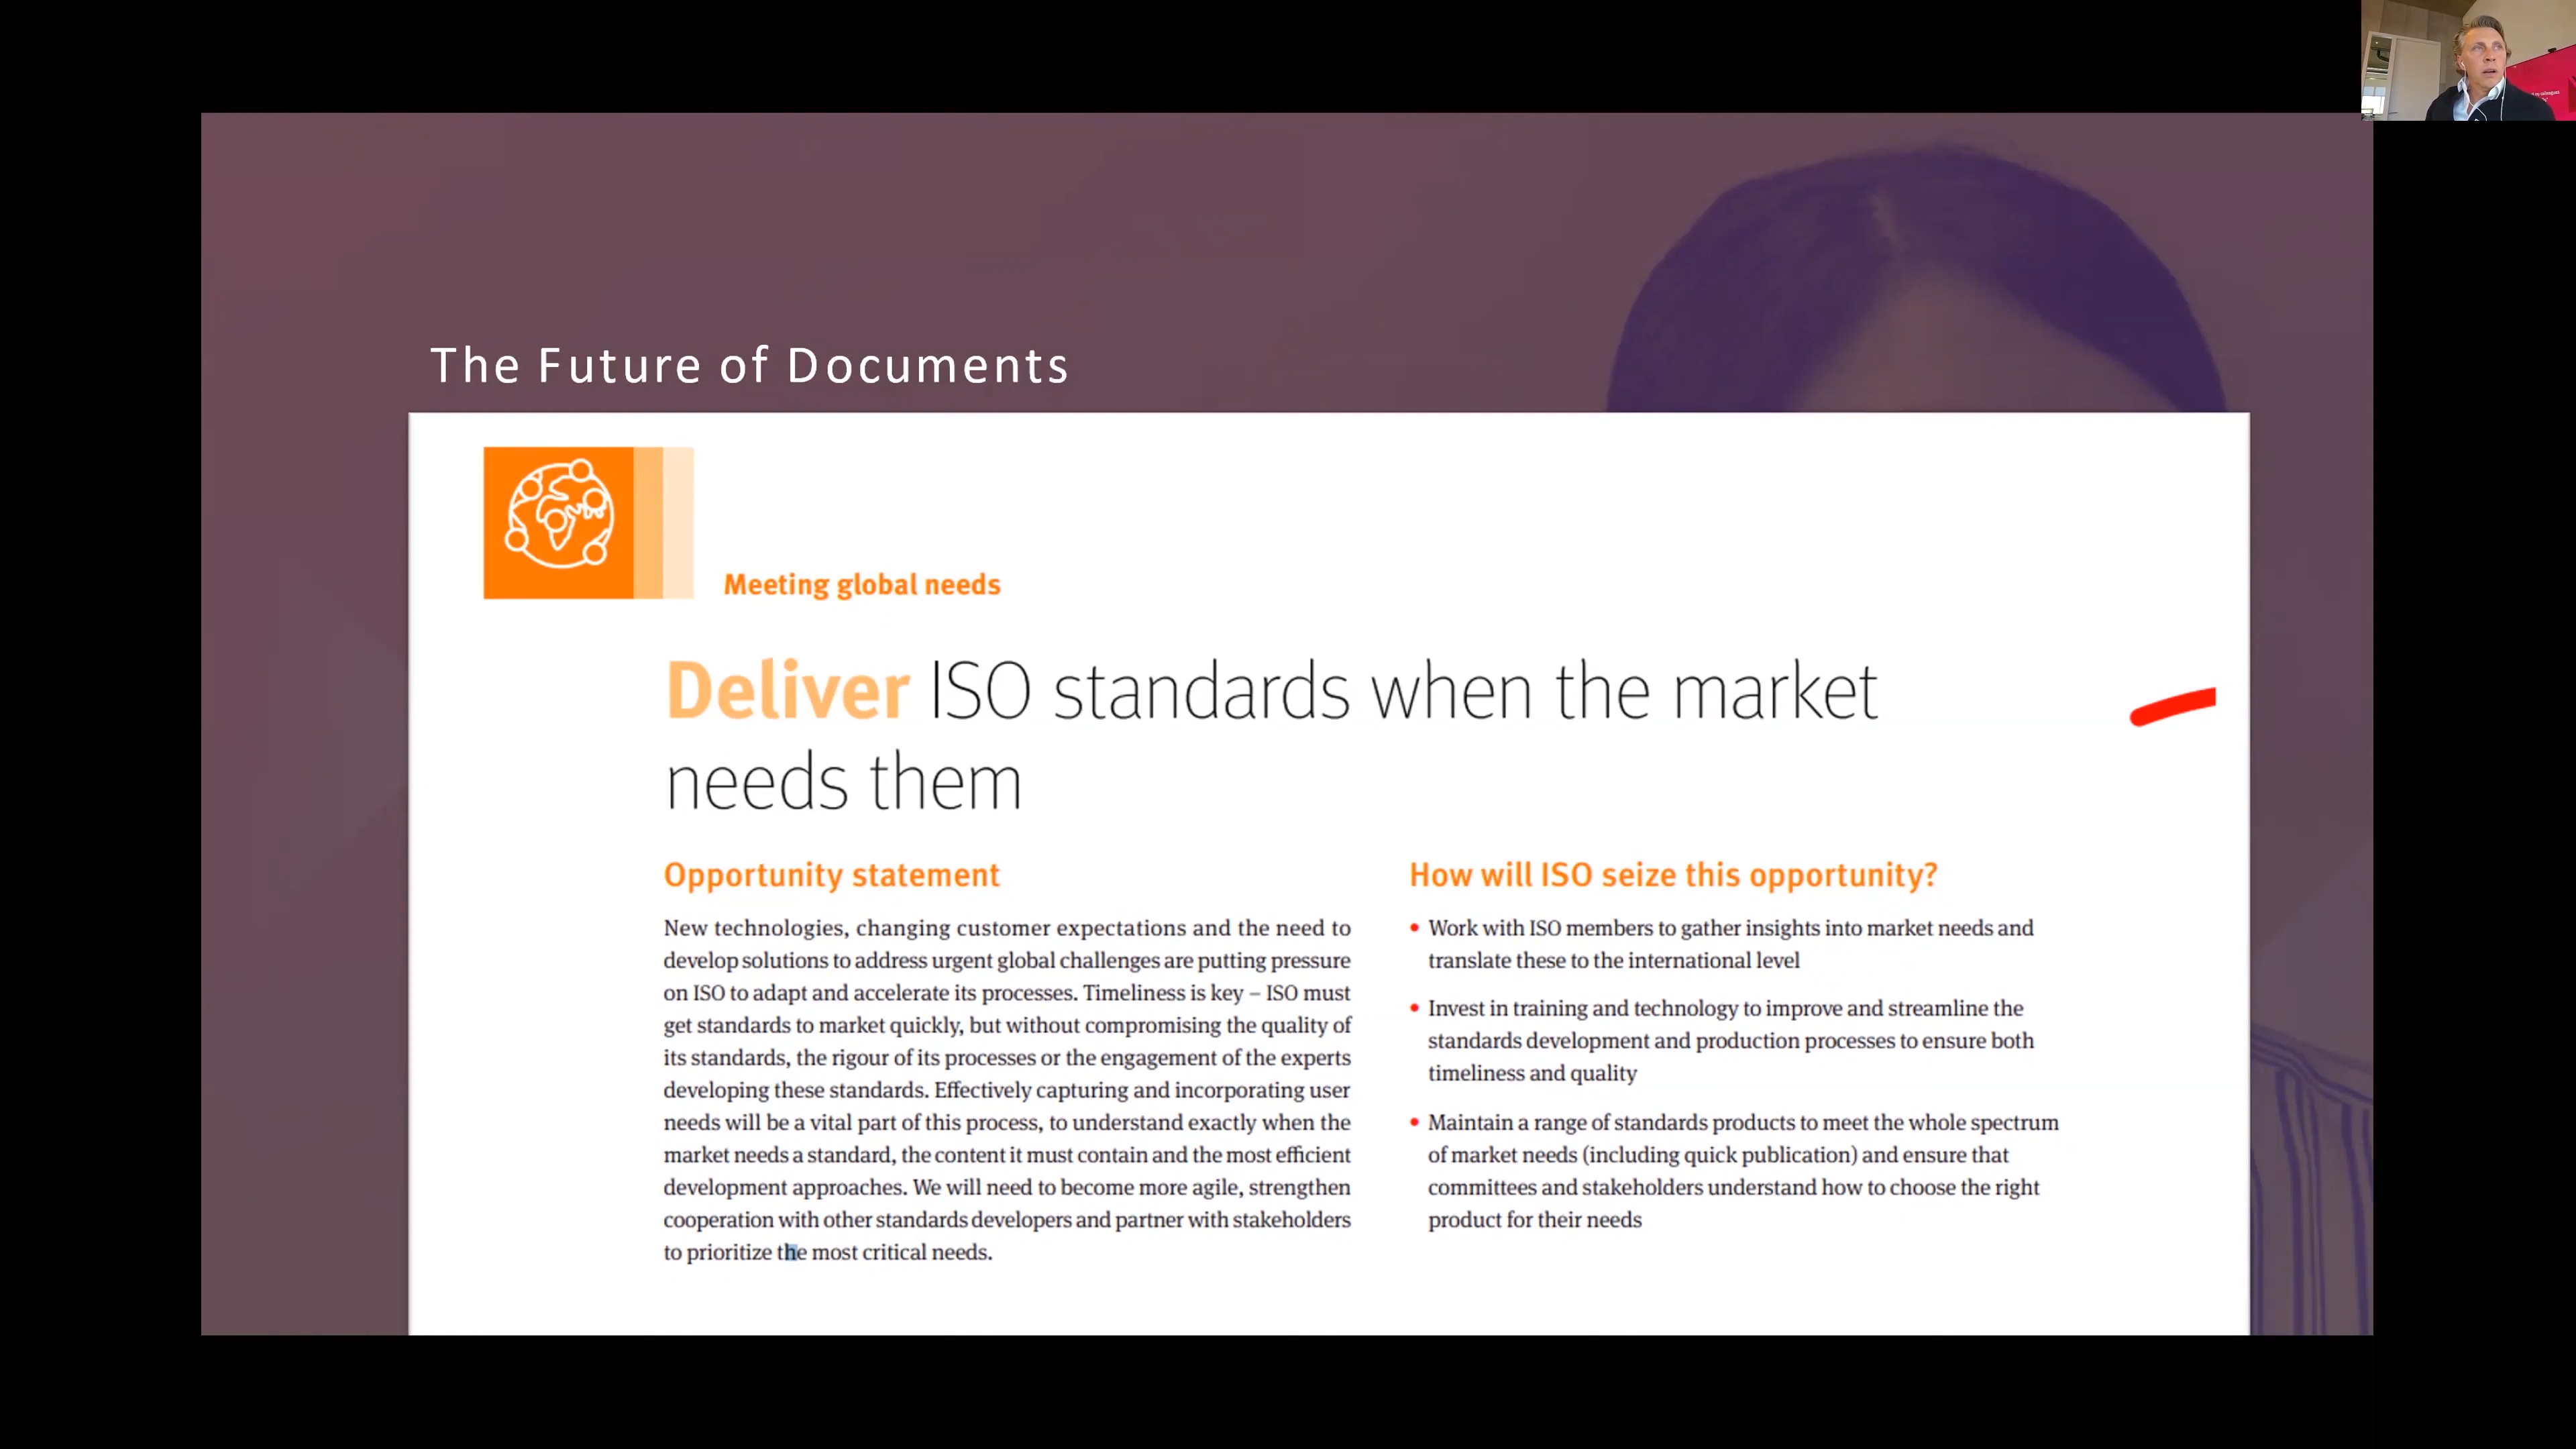 The Future of Documents
Meeting global needs
Deliver ISO standards when the market
needs them
Opportunity statement
New technologies, changing customer expectations and the need to
develop solutions to address urgent global challenges are putting pressure
on ISO to adapt and accelerate its processes. Timeliness is key – ISO must
get standards to market quickly, but without compromising the quality of
its standards, the rigour of its processes or the engagement of the experts
developing these standards. Effectively capturing and incorporating user
needs will be a vital part of this process, to understand exactly when the
market needs a standard, the content it must contain and the most efficient
development approaches. We will need to become more agile, strengthen
cooperation with other standards developers and partner with stakeholders
to prioritize the most critical needs.
How will ISO seize this opportunity?
• Work with ISO members to gather insights into market needs and
translate these to the international level
• Invest in training and technology to improve and streamline the
standards development and production processes to ensure both
timeliness and quality
• Maintain a range of standards products to meet the whole spectrum
of market needs (including quick publication) and ensure that
committees and stakeholders understand how to choose the right
product for their needs